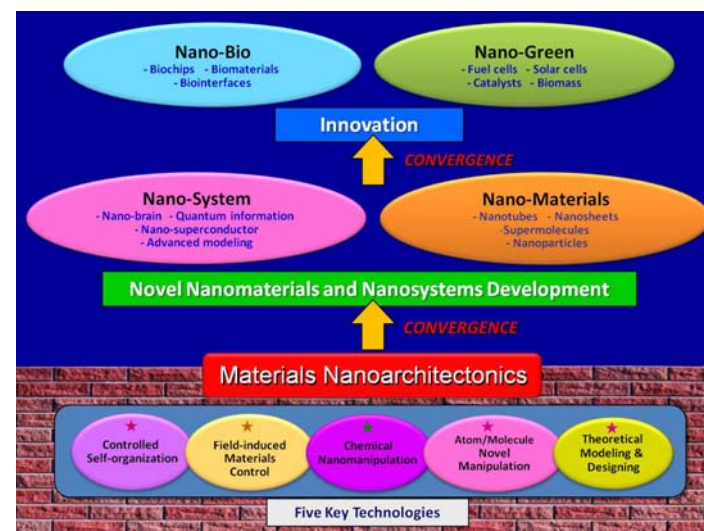 Nano-Bio
- Biochips - Biomaterials
- Biointerfaces
Nano-Green
- Fuel cells - Solar cells
- Catalysts - Biomass
Innovation
CONVERGENCE
Nano-System
- Nano-brain - Quantum information
- Nano-superconductor
- Advanced modeling
Nano-Materials
- Nanotubes - Nanosheets
-Supermolecules
- Nanoparticles
Novel Nanomaterials and Nanosystems Development
CONVERGENCE
Materials Nanoarchitectonics
Controlled
Self-organization
Field-induced
Materials
Control
Chemical
Nanomanipulation
Atom/Molecule
Novel
Manipulation
Theoretical
Modeling &
Designing
Five Key Technologies